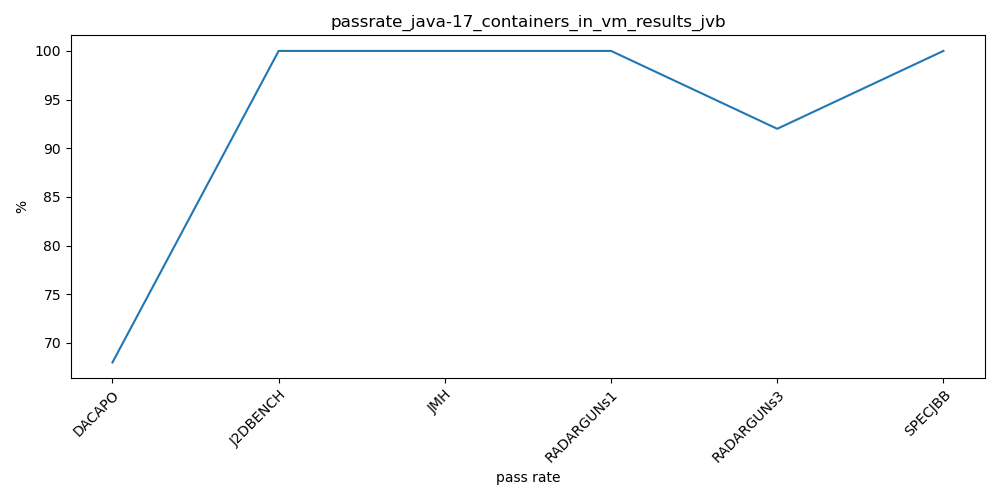 passrate_java-17_containers_in_vm_results_jvb
100
95
90
85
80
75
70
%
DACAPO
J2DBENCH
JMH
RADARGUNs1
RADARGUNs3
SPECJBB
pass rate